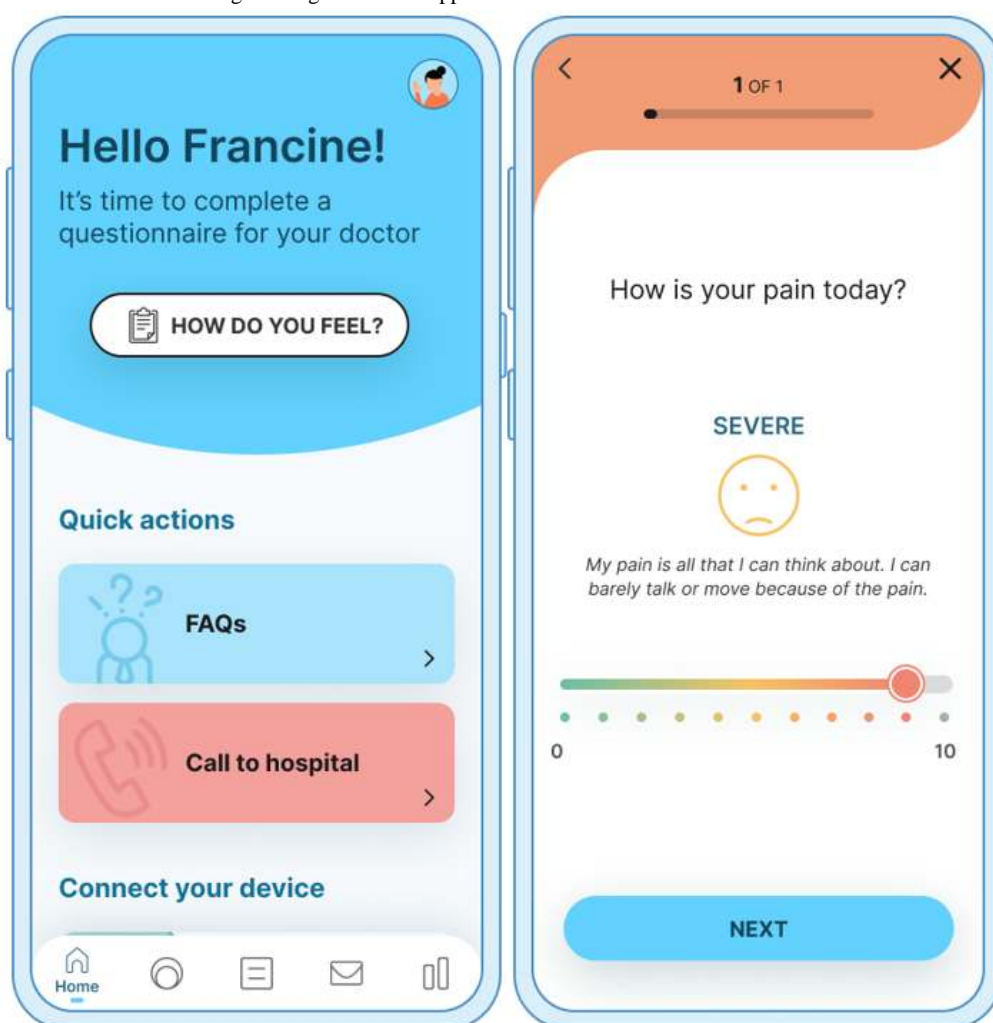 Hello Francine!
It's time to complete a
questionnaire for your doctor
HOW DO YOU FEEL?
Quick actions
? ? ?
FAQs
Call to hospital
Connect your device
Home
1 OF 1
How is your pain today?
SEVERE
My pain is all that I can think about. I can
barely talk or move because of the pain.
0
10
NEXT